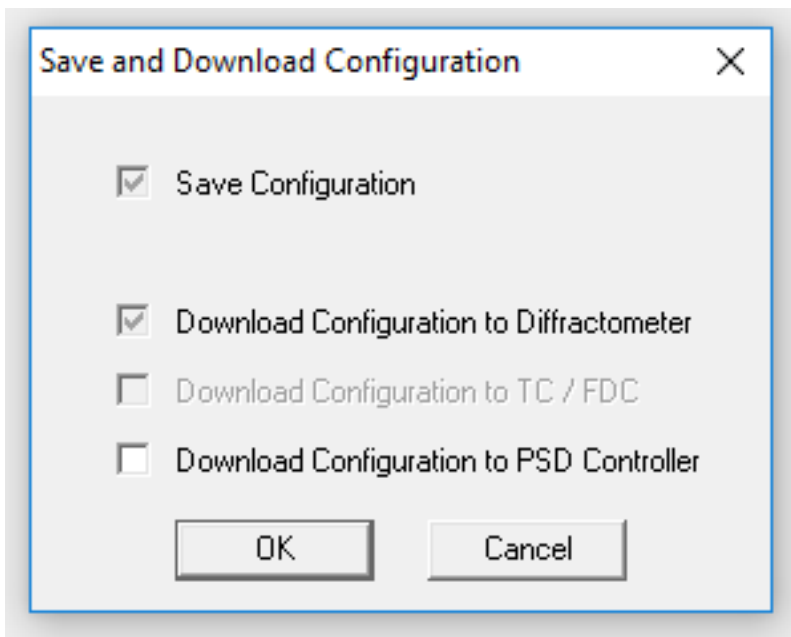 Save and Download Configuration
Save Configuration
Download Configuration to Diffractometer
Download Configuration to TC / FDC
Download Configuration to PSD Controller
OK Cancel